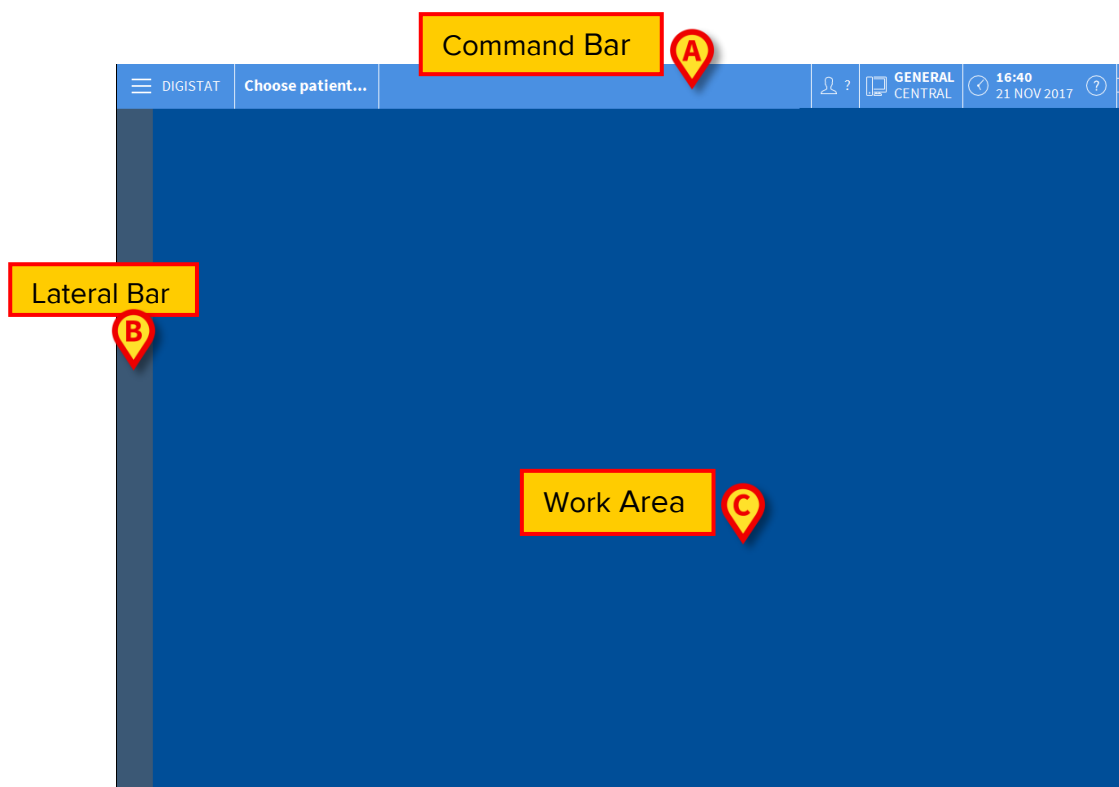 Command Bar
A
DIGISTAT
Choose patient...
?
GENERAL
CENTRAL
16:40
21 NOV 2017
?
Lateral Bar
B
Work Area
C